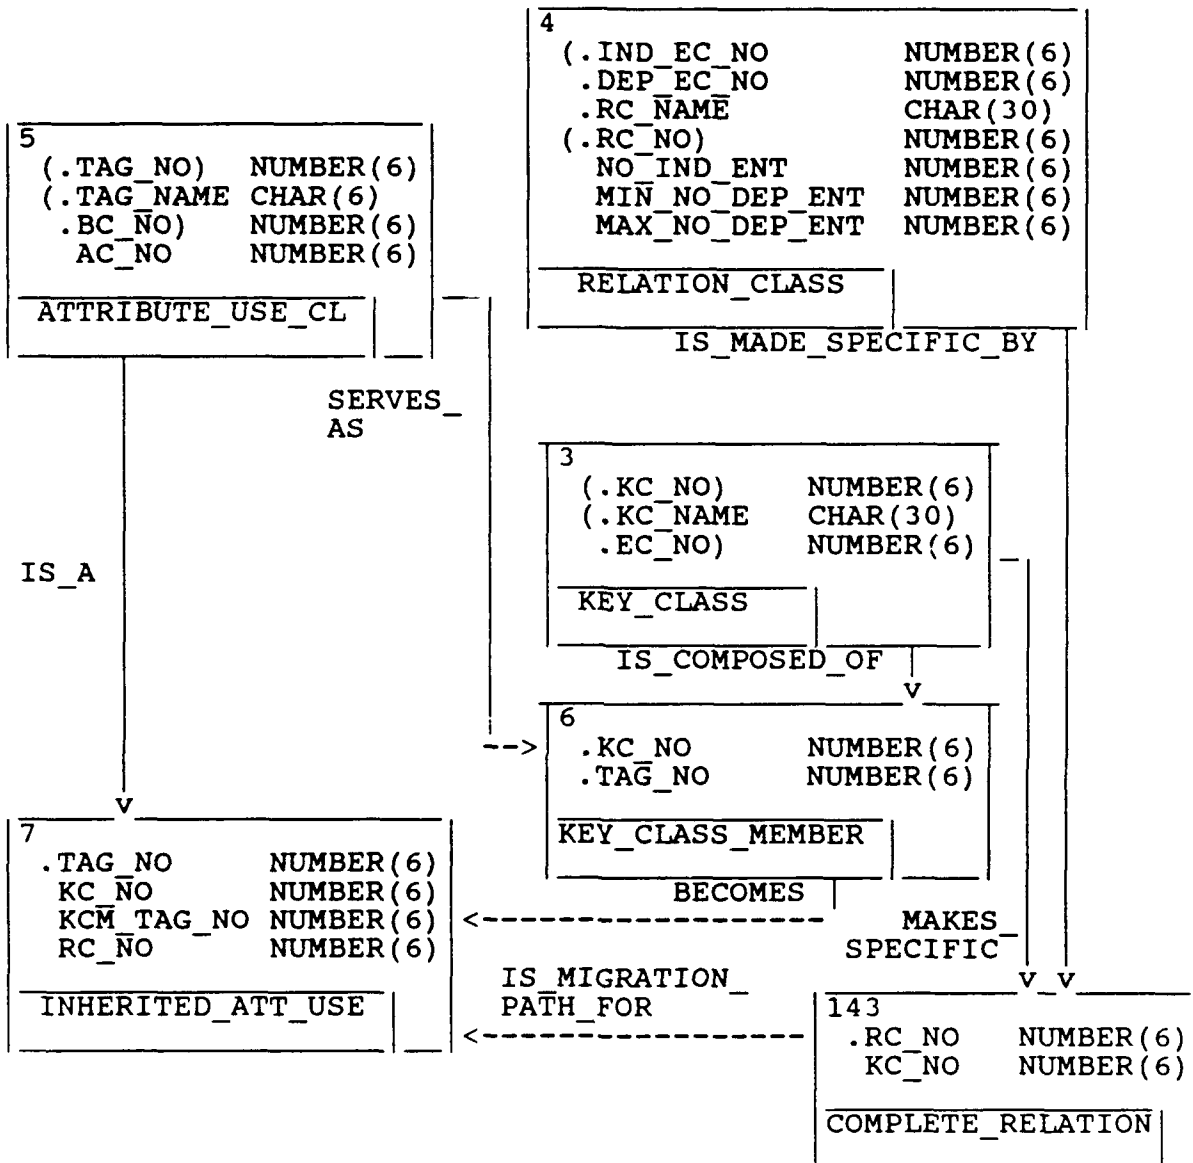 4
(.IND_EC_NO NUMBER(6)
.DEP_EC_NO NUMBER(6)
.RC_NAME CHAR(30)
(.RC_NO) NUMBER(6)
NO_IND_ENT NUMBER(6)
MIN_NO_DEP_ENT NUMBER(6)
MAX_NO_DEP_ENT NUMBER(6)
RELATION_CLASS
IS_MADE_SPECIFIC_BY
5
(.TAG_NO) NUMBER(6)
(.TAG_NAME CHAR(6)
.BC_NO) NUMBER(6)
AC_NO NUMBER(6)
ATTRIBUTE_USE_CL
SERVES_
AS
3
(.KC_NO) NUMBER(6)
(.KC_NAME CHAR(30)
.EC_NO) NUMBER(6)
KEY_CLASS
IS_COMPOSED_OF
IS_A
6
.KC_NO NUMBER(6)
.TAG_NO NUMBER(6)
KEY_CLASS_MEMBER
BECOMES
7
.TAG_NO NUMBER(6)
KC_NO NUMBER(6)
KCM_TAG_NO NUMBER(6)
RC_NO NUMBER(6)
INHERITED_ATT_USE
MAKES_
SPECIFIC
IS_MIGRATION_
PATH_FOR
143
.RC_NO NUMBER(6)
KC_NO NUMBER(6)
COMPLETE_RELATION